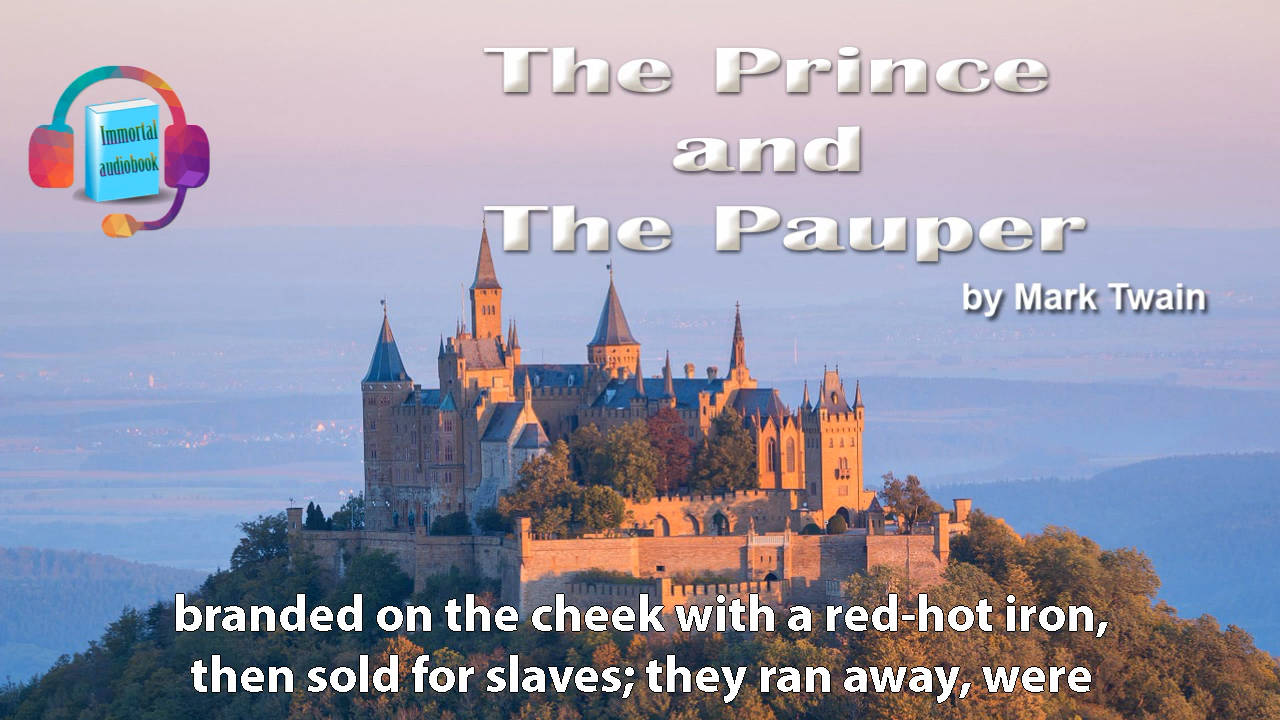 The Prince
and
The Pauper
by Mark Twain
Immortal
audiobook
branded on the cheek with a red-hot iron,
then sold for slaves; they ran away, were